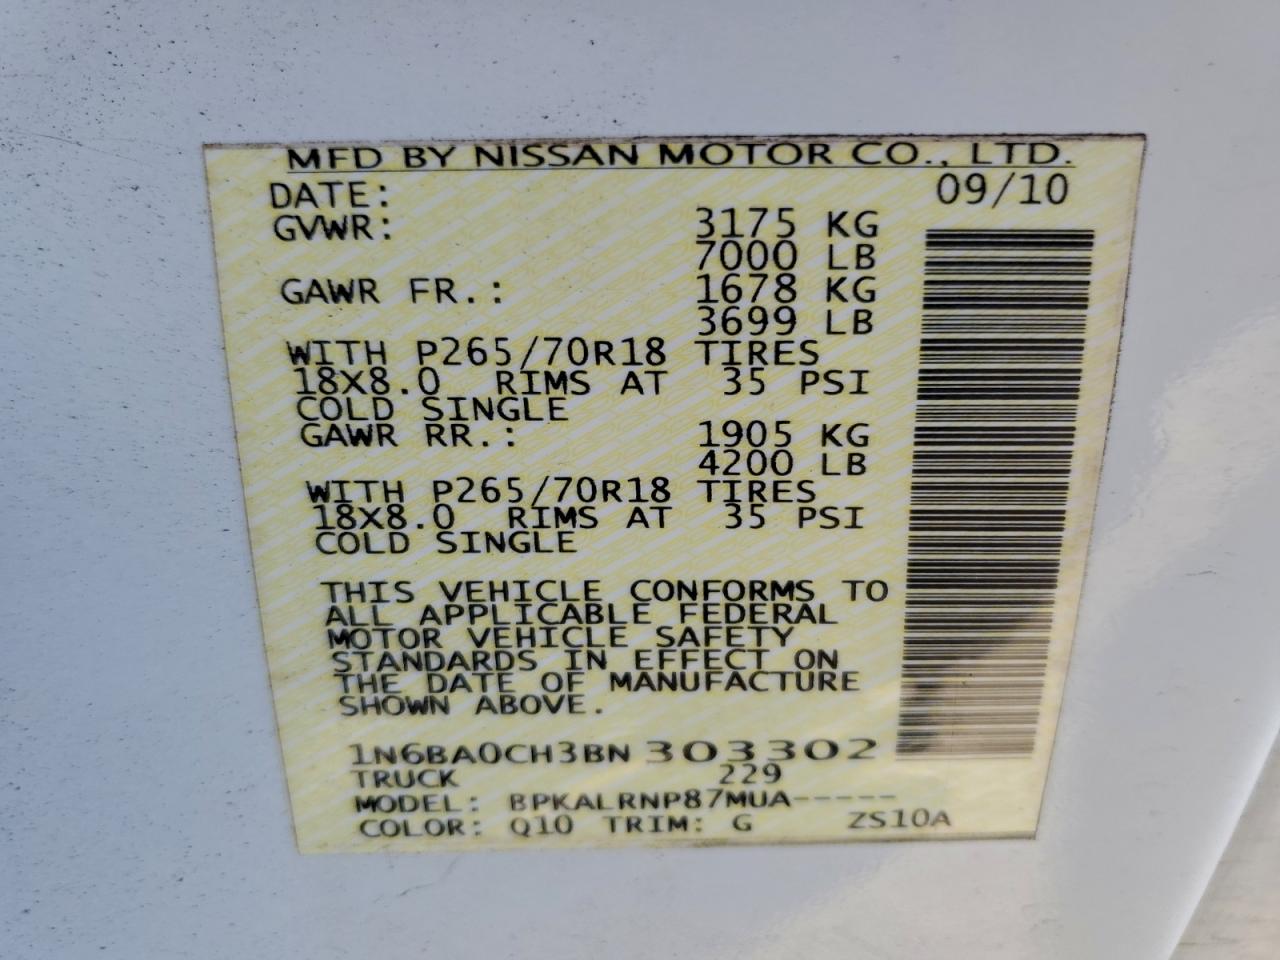 MFD BY NISSAN MOTOR CO., LTD.
DATE: 09/10
GVWR: 3175 KG
7000 LB
GAWR FR.: 1678 KG
3699 LB
WITH P265/70R18 TIRES
18X8.0 RIMS AT 35 PSI
COLD SINGLE
GAWR RR.: 1905 KG
4200 LB
WITH P265/70R18 TIRES
18X8.0 RIMS AT 35 PSI
COLD SINGLE
THIS VEHICLE CONFORMS TO
ALL APPLICABLE FEDERAL
MOTOR VEHICLE SAFETY
STANDARDS IN EFFECT ON
THE DATE OF MANUFACTURE
SHOWN ABOVE.
1N6BA0CH3BN303302
TRUCK 229
MODEL: BPKALRNP87MUA-----
COLOR: Q10 TRIM: G ZS10A